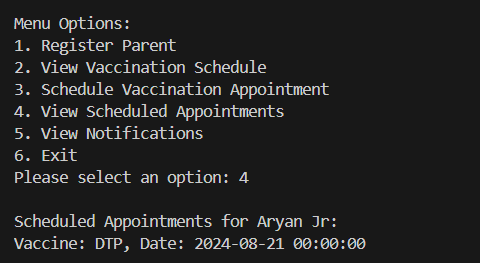 Menu Options:
1. Register Parent
2. View Vaccination Schedule
3. Schedule Vaccination Appointment
4. View Scheduled Appointments
5. View Notifications
6. Exit
Please select an option: 4
Scheduled Appointments for Aryan Jr:
Vaccine: DTP, Date: 2024-08-21 00:00:00